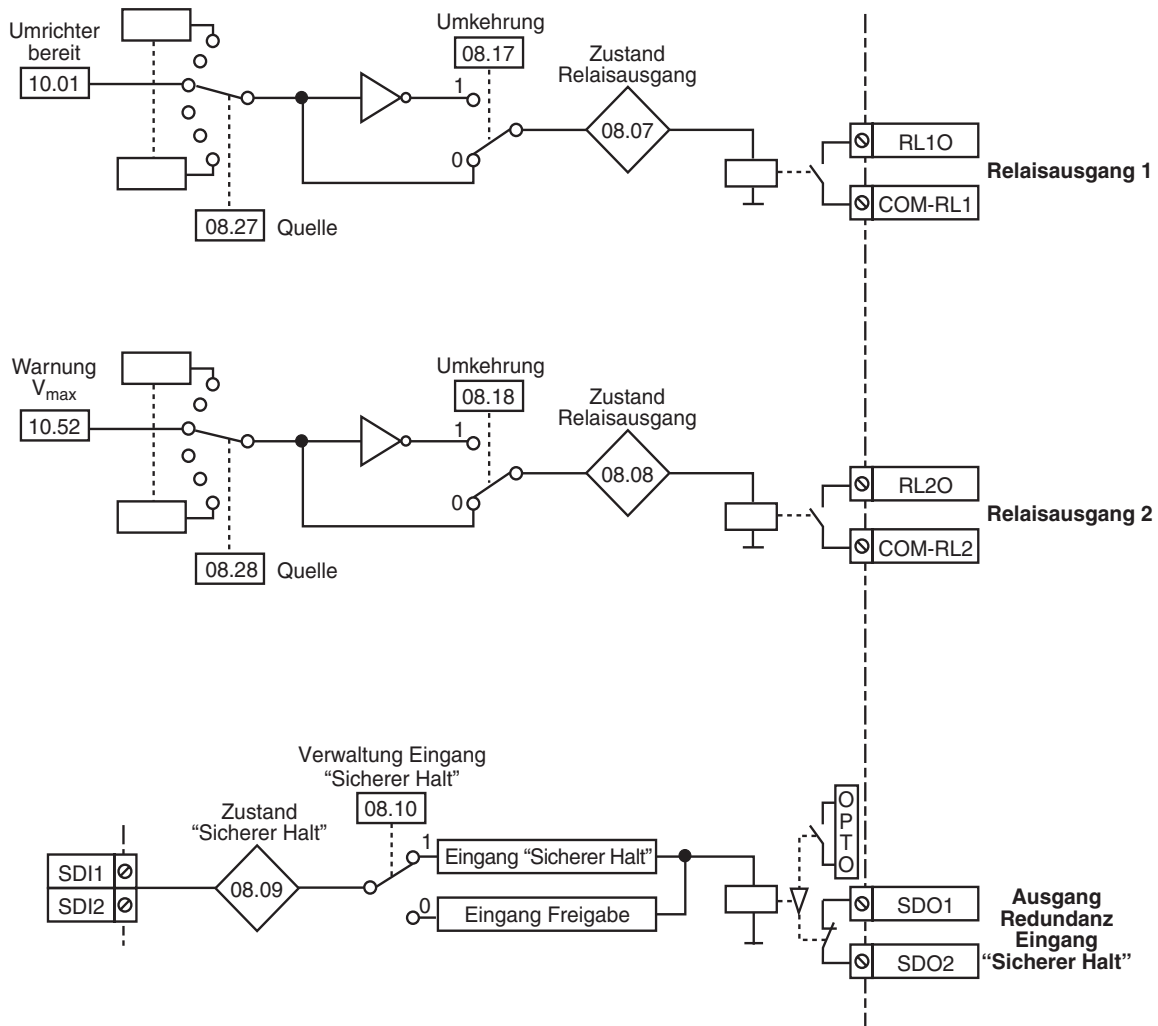 Umrichter
bereit
10.01
Umkehrung
08.17
1
0
Zustand
Relaisausgang
08.07
08.27 Quelle
RL1O
COM-RL1
Relaisausgang 1
Warnung
Vmax
10.52
Umkehrung
08.18
1
0
Zustand
Relaisausgang
08.08
08.28 Quelle
RL2O
COM-RL2
Relaisausgang 2
SDI1
SDI2
Zustand
“Sicherer Halt”
08.09
Verwaltung Eingang
“Sicherer Halt”
08.10
1
Eingang “Sicherer Halt”
0
Eingang Freigabe
OPTO
SDO1
SDO2
Ausgang
Redundanz
Eingang
“Sicherer Halt”